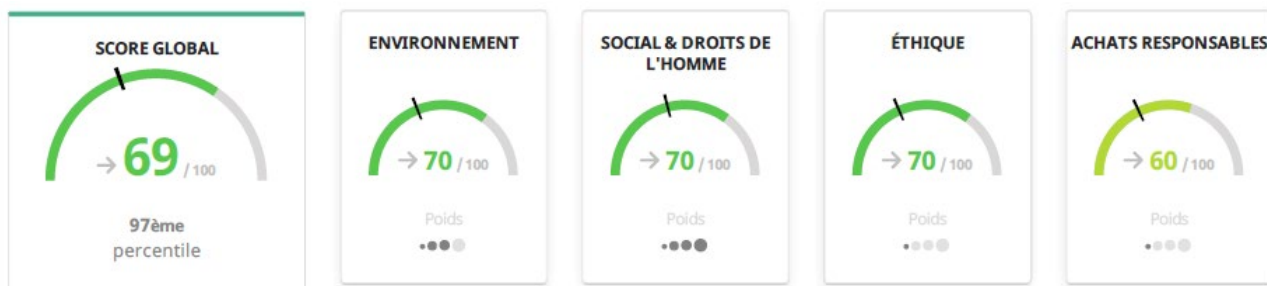 SCORE GLOBAL
→ 69 / 100
97ème
percentile
ENVIRONNEMENT
→ 70 / 100
Poids
SOCIAL & DROITS DE
L'HOMME
→ 70 / 100
Poids
ÉTHIQUE
→ 70 / 100
Poids
ACHATS RESPONSABLES
→ 60 / 100
Poids